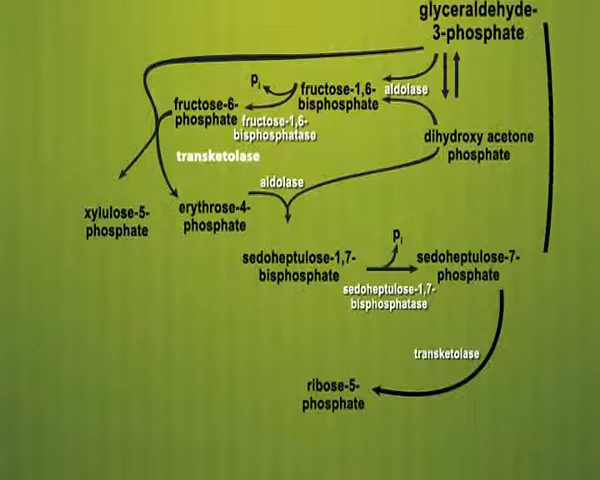 glyceraldehyde-
3-phosphate
Pi
fructose-1,6-
bisphosphate
aldolase
fructose-6-
phosphate
fructose-1,6-
bisphosphatase
dihydroxy acetone
phosphate
transketolase
aldolase
xylulose-5-
phosphate
erythrose-4-
phosphate
Pi
sedoheptulose-1,7-
bisphosphate
sedoheptulose-7-
phosphate
sedoheptulose-1,7-
bisphosphatase
transketolase
ribose-5-
phosphate